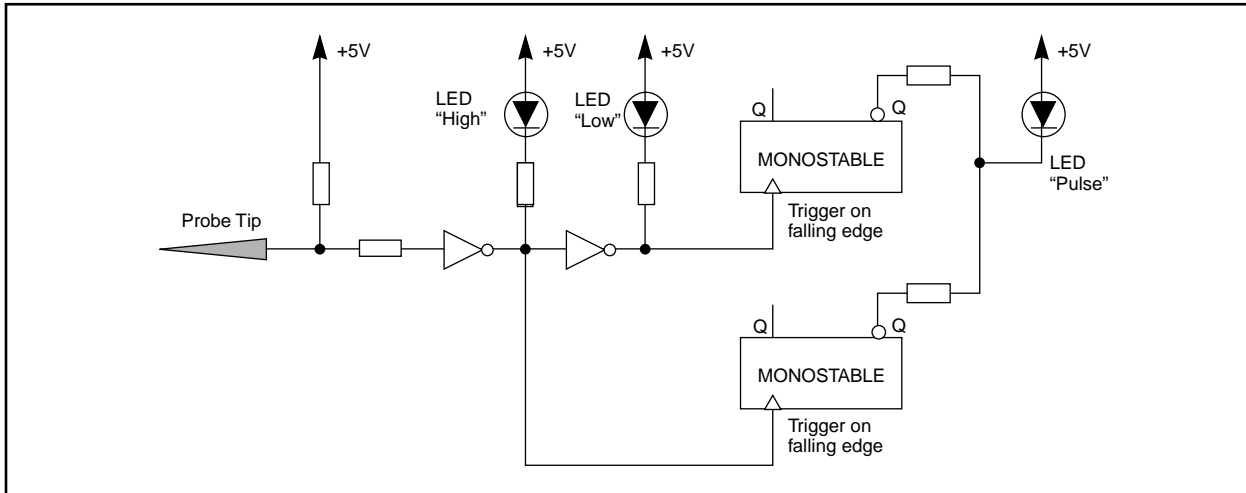 +5V
+5V
+5V
+5V
LED
“High”
LED
“Low”
Q
Q
MONOSTABLE
LED
“Pulse”
Probe Tip
Trigger on
falling edge
Q
Q
MONOSTABLE
Trigger on
falling edge